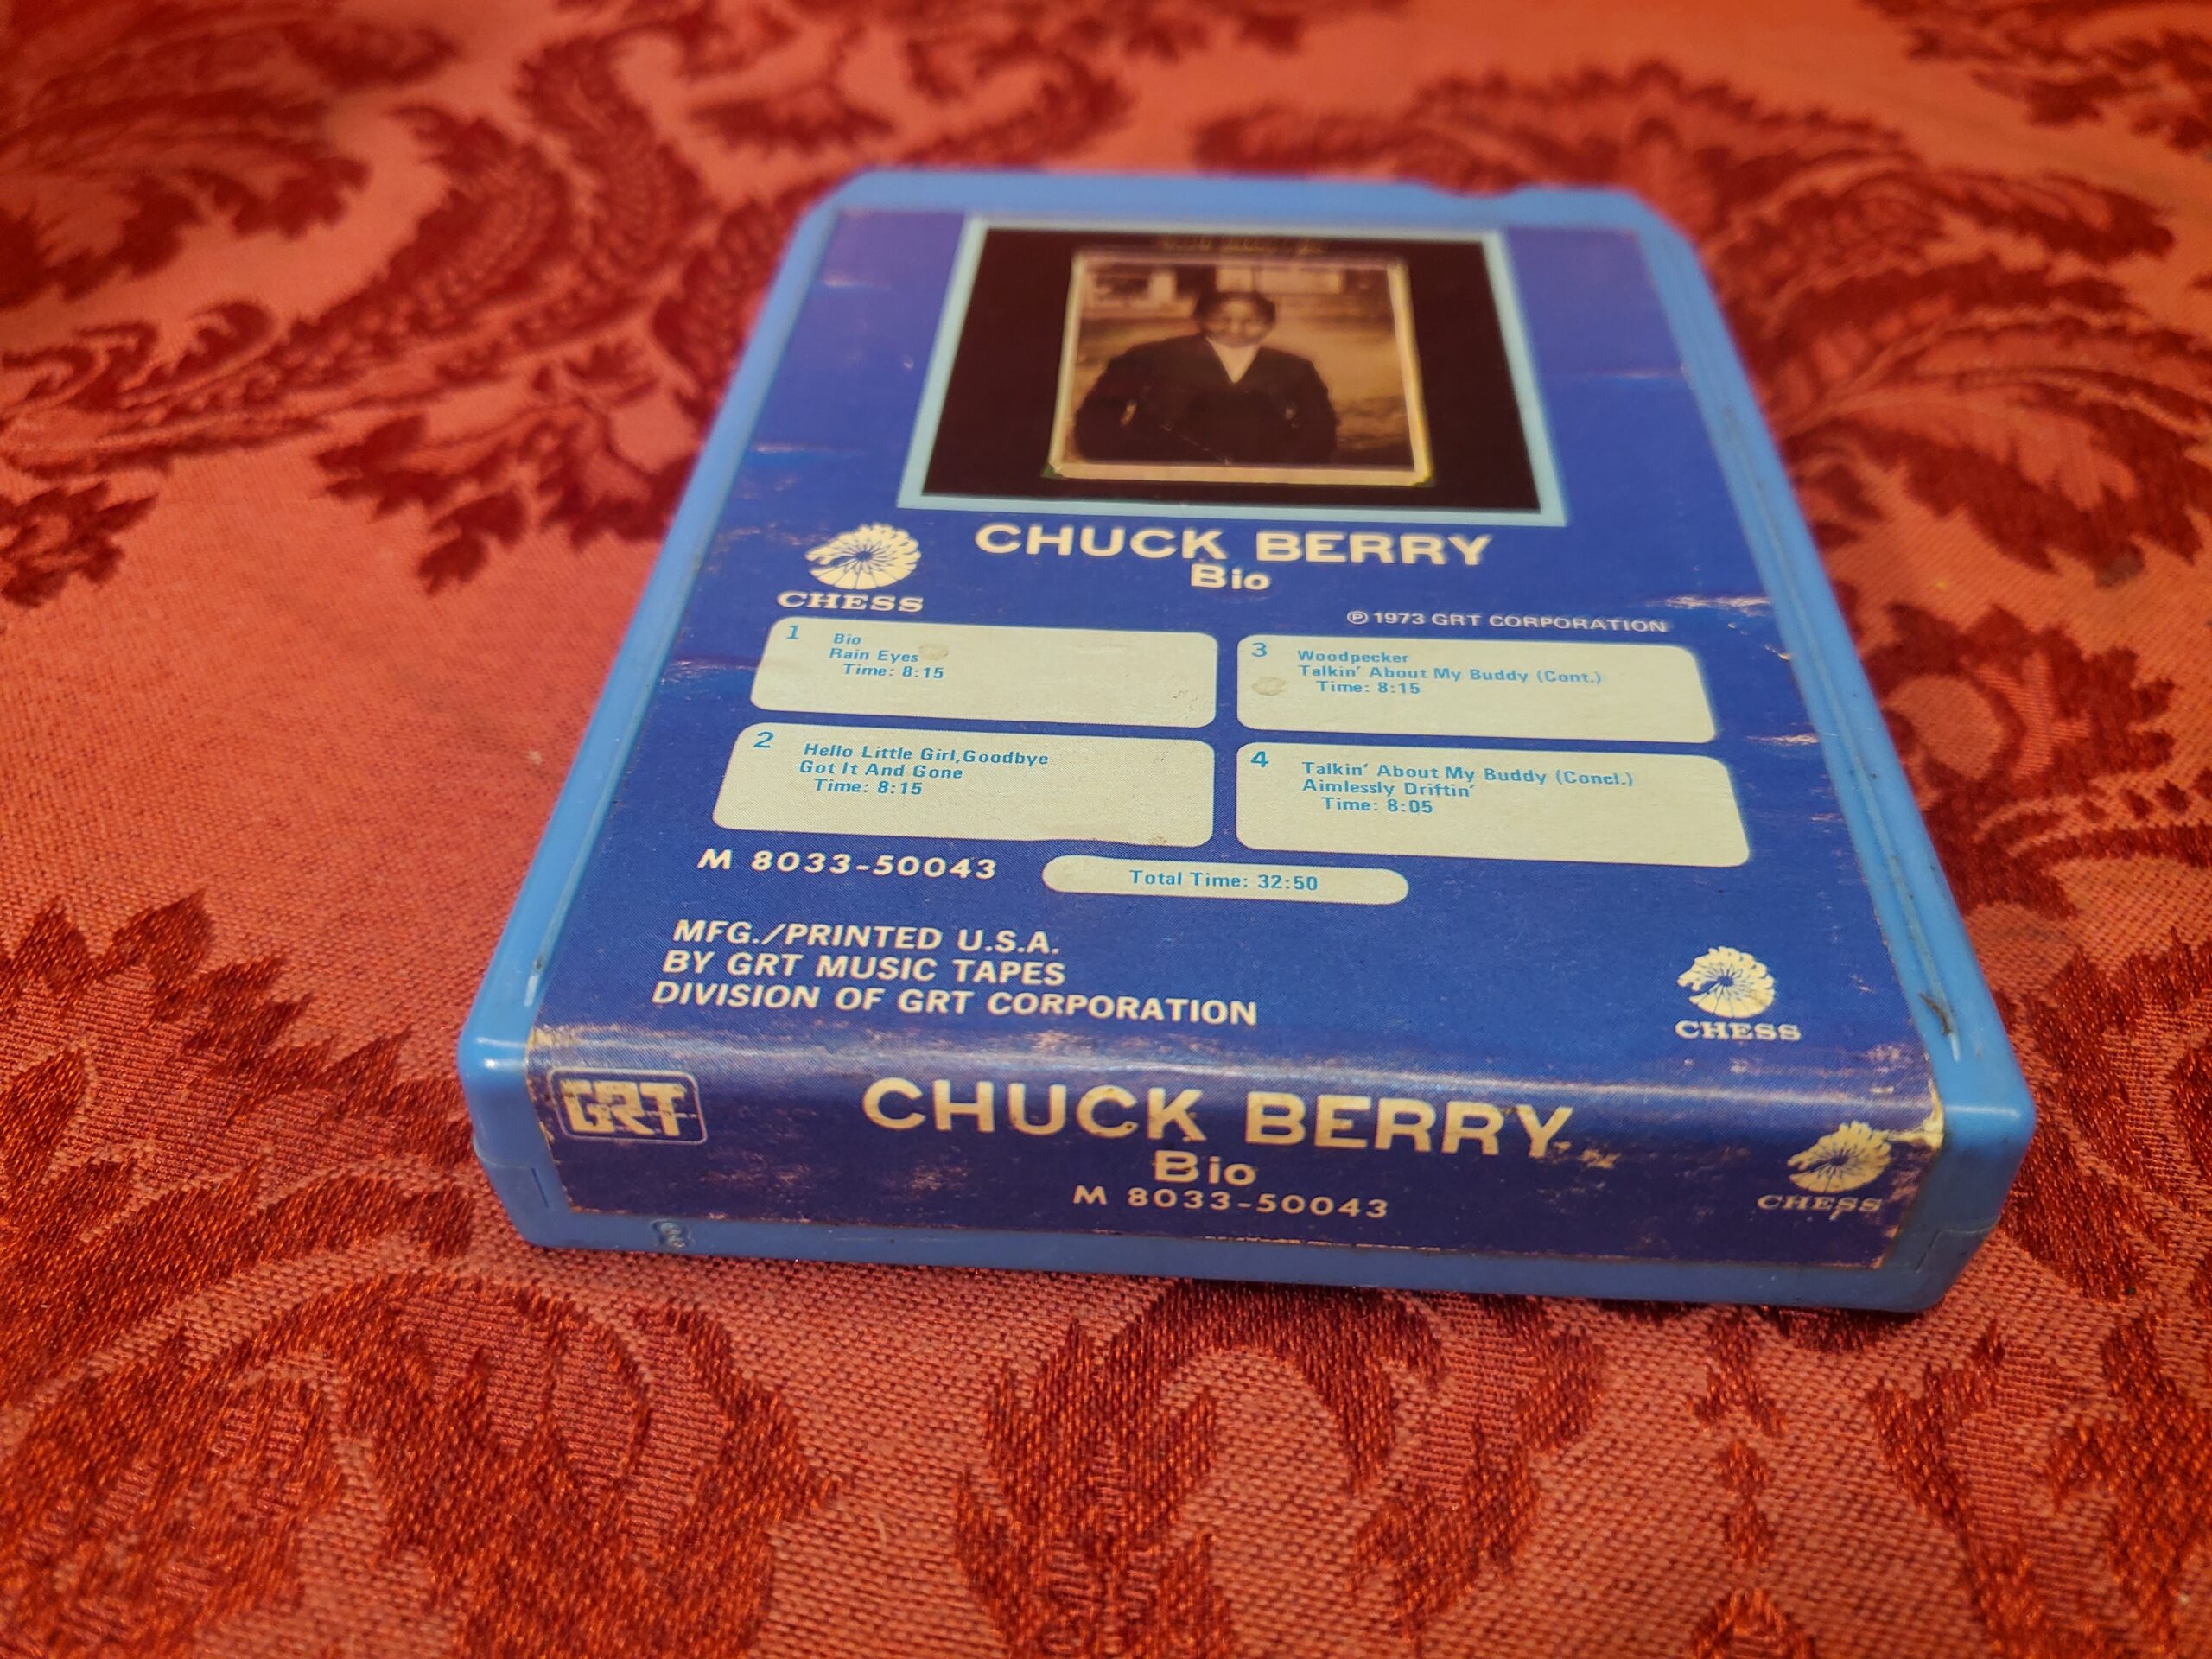 CHUCK BERRY
Bio
CHESS
℗ 1973 GRT CORPORATION
1
Bio
Rain Eyes
Time: 8:15
2
Hello Little Girl,Goodbye
Got It And Gone
Time: 8:15
3
Woodpecker
Talkin' About My Buddy (Cont.)
Time: 8:15
4
Talkin' About My Buddy (Concl.)
Aimlessly Driftin'
Time: 8:05
M 8033-50043
Total Time: 32:50
MFG./PRINTED U.S.A.
BY GRT MUSIC TAPES
DIVISION OF GRT CORPORATION
CHESS
GRT
CHUCK BERRY
Bio
M 8033-50043
CHESS